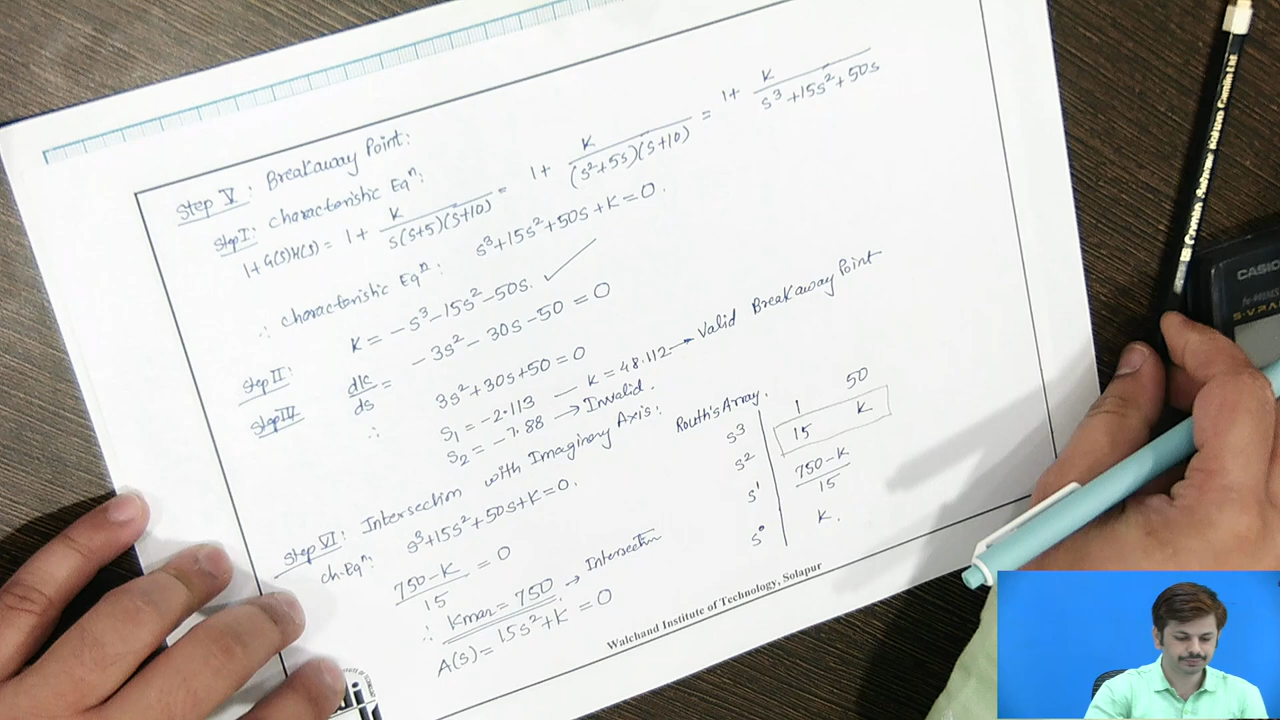 Step V: Breakaway Point:
Step I: characteristic Eqⁿ:
1+G(S)H(S) = 1 + K / s(s+5)(s+10) = 1 + K / (s²+5s)(s+10) = 1 + K / s³+15s²+50s
∴ characteristic Eqⁿ: s³+15s²+50s+K=0.
Step II: K = -s³-15s²-50s. ✓
Step IV dk/ds = -3s²-30s-50 = 0
∴ 3s²+30s+50=0
S₁ = -2.113 — K = 48.112 → Valid Breakaway Point
S₂ = -7.88 → Invalid.
Step VI: Intersection with Imaginary Axis:
ch. Eqⁿ: s³+15s²+50s+K=0.
750-K / 15 = 0
∴ Kmar = 750 → Intersection
A(S) = 15s²+K = 0
Routh's Array.
s³ | 1 50
s² | 15 K
s¹ | 750-K / 15
s⁰ | K.
Walchand Institute of Technology, Solapur
CASIO